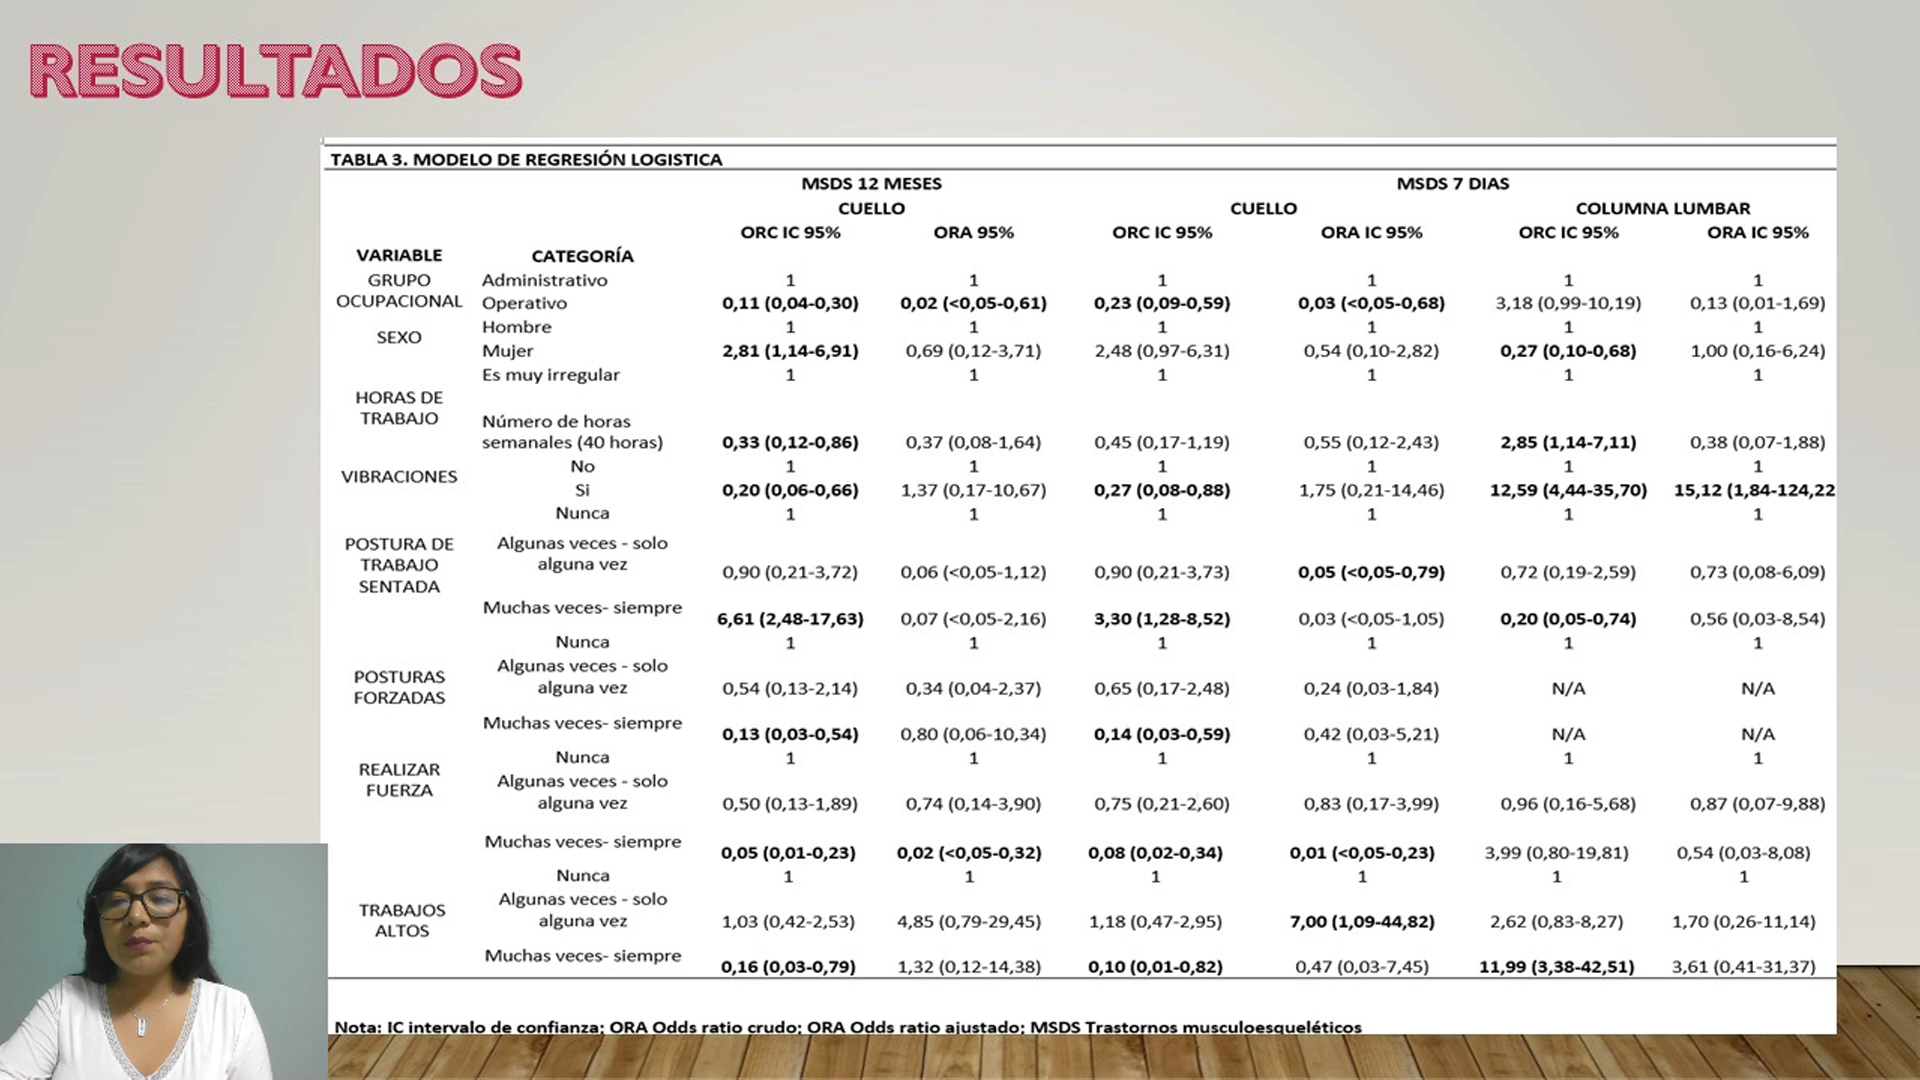 RESULTADOS
TABLA 3. MODELO DE REGRESIÓN LOGISTICA
MSDS 12 MESES MSDS 7 DIAS
CUELLO CUELLO COLUMNA LUMBAR
ORC IC 95% ORA 95% ORC IC 95% ORA IC 95% ORC IC 95% ORA IC 95%
VARIABLE CATEGORÍA
GRUPO OCUPACIONAL Administrativo 1 1 1 1 1 1
Operativo 0,11 (0,04-0,30) 0,02 (<0,05-0,61) 0,23 (0,09-0,59) 0,03 (<0,05-0,68) 3,18 (0,99-10,19) 0,13 (0,01-1,69)
SEXO Hombre 1 1 1 1 1 1
Mujer 2,81 (1,14-6,91) 0,69 (0,12-3,71) 2,48 (0,97-6,31) 0,54 (0,10-2,82) 0,27 (0,10-0,68) 1,00 (0,16-6,24)
HORAS DE TRABAJO Es muy irregular 1 1 1 1 1 1
Número de horas semanales (40 horas) 0,33 (0,12-0,86) 0,37 (0,08-1,64) 0,45 (0,17-1,19) 0,55 (0,12-2,43) 2,85 (1,14-7,11) 0,38 (0,07-1,88)
VIBRACIONES No 1 1 1 1 1 1
Si 0,20 (0,06-0,66) 1,37 (0,17-10,67) 0,27 (0,08-0,88) 1,75 (0,21-14,46) 12,59 (4,44-35,70) 15,12 (1,84-124,22
POSTURA DE TRABAJO SENTADA Nunca 1 1 1 1 1 1
Algunas veces - solo alguna vez 0,90 (0,21-3,72) 0,06 (<0,05-1,12) 0,90 (0,21-3,73) 0,05 (<0,05-0,79) 0,72 (0,19-2,59) 0,73 (0,08-6,09)
Muchas veces- siempre 6,61 (2,48-17,63) 0,07 (<0,05-2,16) 3,30 (1,28-8,52) 0,03 (<0,05-1,05) 0,20 (0,05-0,74) 0,56 (0,03-8,54)
POSTURAS FORZADAS Nunca 1 1 1 1 1 1
Algunas veces - solo alguna vez 0,54 (0,13-2,14) 0,34 (0,04-2,37) 0,65 (0,17-2,48) 0,24 (0,03-1,84) N/A N/A
Muchas veces- siempre 0,13 (0,03-0,54) 0,80 (0,06-10,34) 0,14 (0,03-0,59) 0,42 (0,03-5,21) N/A N/A
REALIZAR FUERZA Nunca 1 1 1 1 1 1
Algunas veces - solo alguna vez 0,50 (0,13-1,89) 0,74 (0,14-3,90) 0,75 (0,21-2,60) 0,83 (0,17-3,99) 0,96 (0,16-5,68) 0,87 (0,07-9,88)
Muchas veces- siempre 0,05 (0,01-0,23) 0,02 (<0,05-0,32) 0,08 (0,02-0,34) 0,01 (<0,05-0,23) 3,99 (0,80-19,81) 0,54 (0,03-8,08)
TRABAJOS ALTOS Nunca 1 1 1 1 1 1
Algunas veces - solo alguna vez 1,03 (0,42-2,53) 4,85 (0,79-29,45) 1,18 (0,47-2,95) 7,00 (1,09-44,82) 2,62 (0,83-8,27) 1,70 (0,26-11,14)
Muchas veces- siempre 0,16 (0,03-0,79) 1,32 (0,12-14,38) 0,10 (0,01-0,82) 0,47 (0,03-7,45) 11,99 (3,38-42,51) 3,61 (0,41-31,37)
Nota: IC intervalo de confianza; ORA Odds ratio crudo; ORA Odds ratio ajustado; MSDS Trastornos musculoesqueléticos